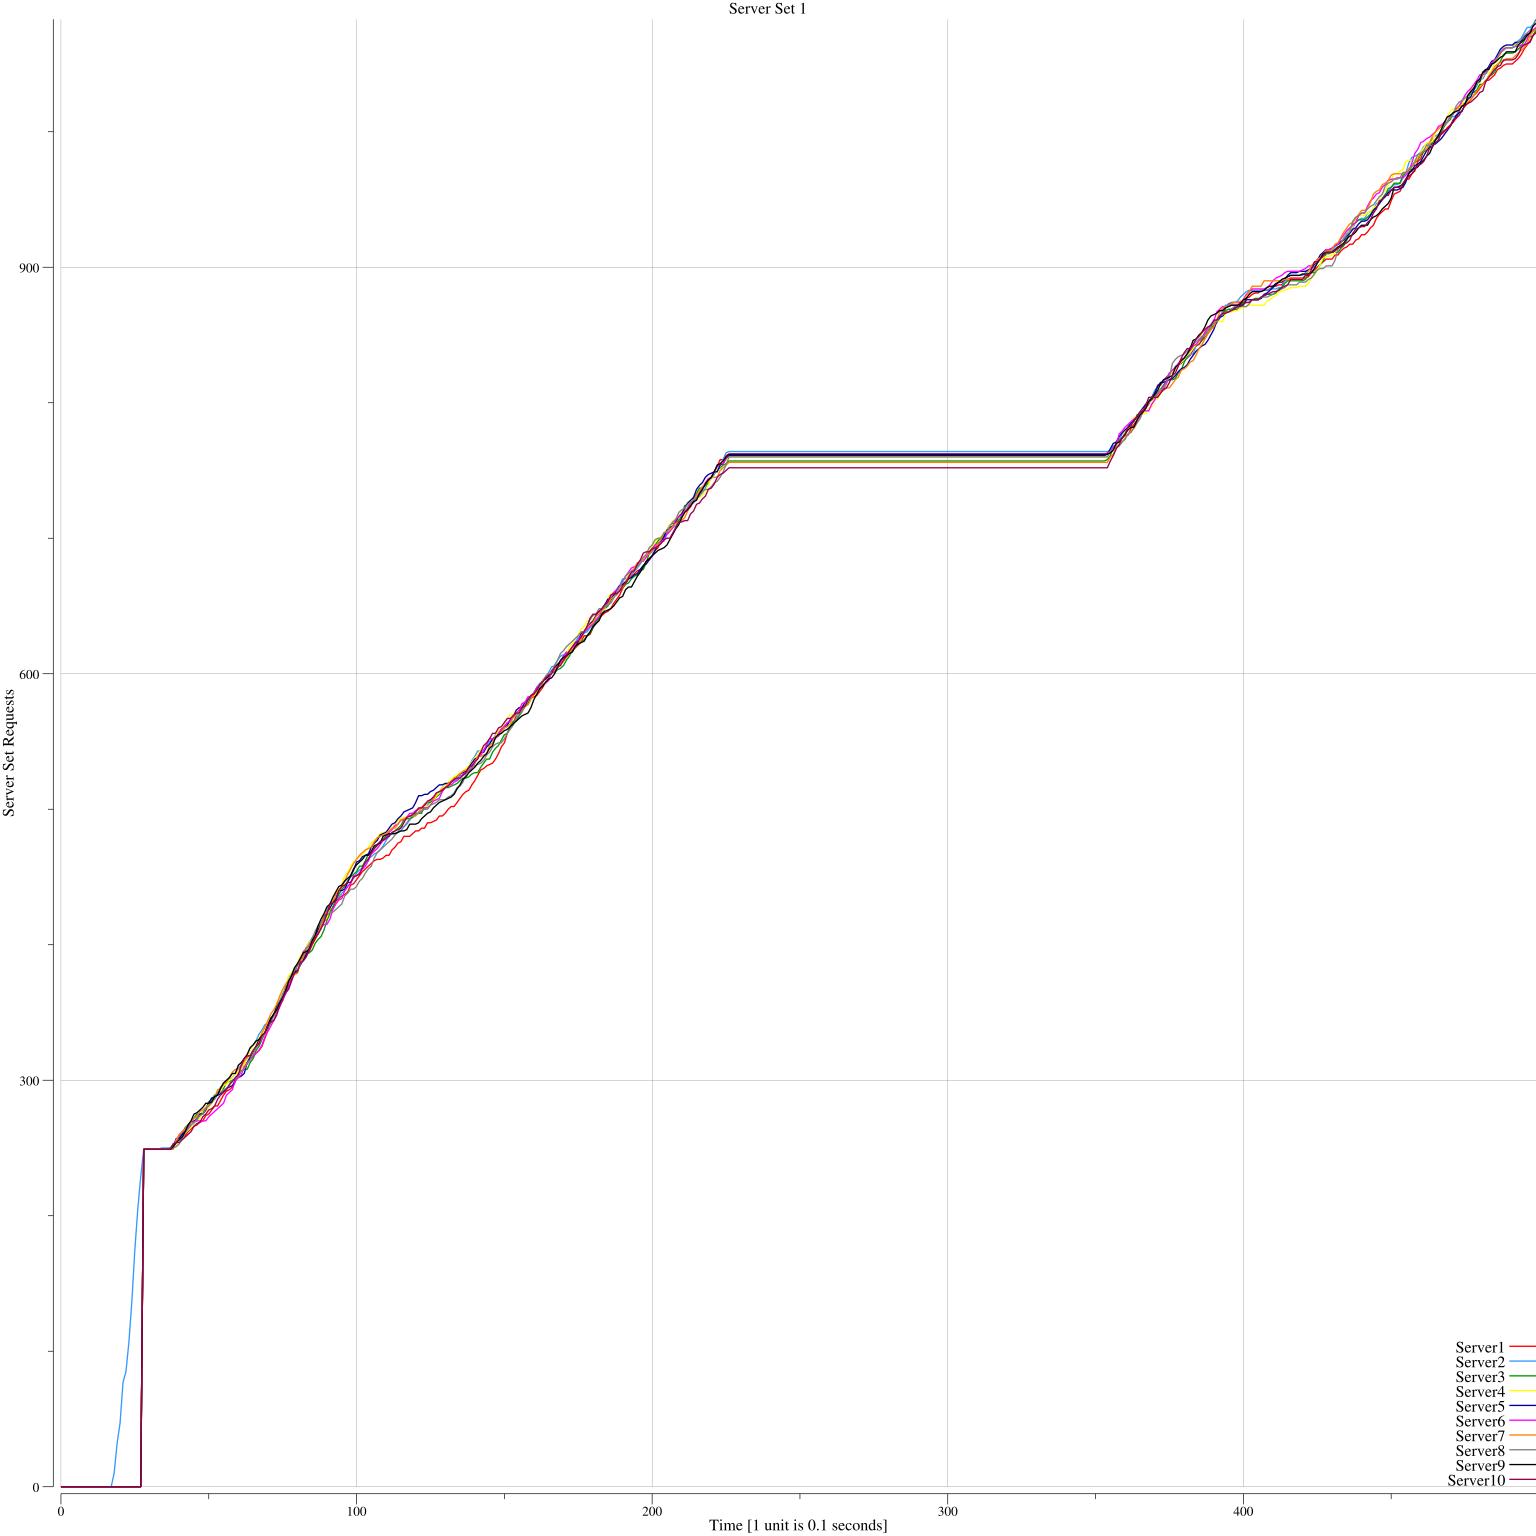 Server Set 1
Server Set Requests
900
600
300
0
0 100 200 300 400
Time [1 unit is 0.1 seconds]
Server1
Server2
Server3
Server4
Server5
Server6
Server7
Server8
Server9
Server10